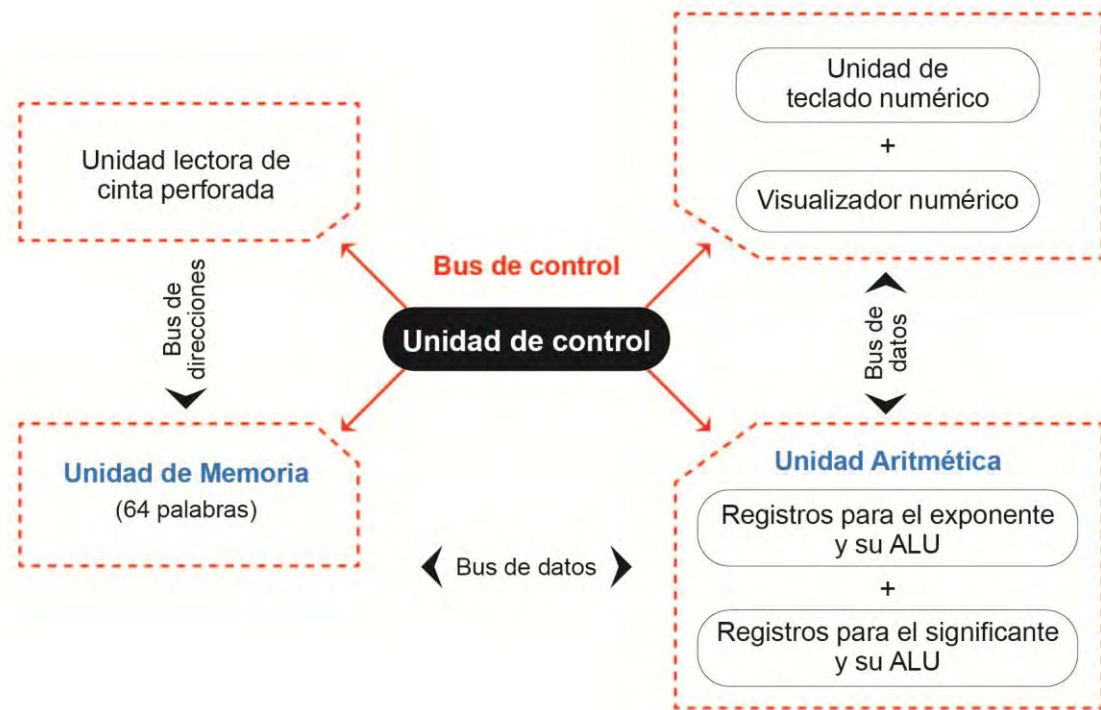 Unidad lectora de
cinta perforada
Unidad de
teclado numérico
+
Visualizador numérico
Bus de control
Unidad de control
Bus de
direcciones
Bus de
datos
Unidad de Memoria
(64 palabras)
Bus de datos
Unidad Aritmética
Registros para el exponente
y su ALU
+
Registros para el significante
y su ALU